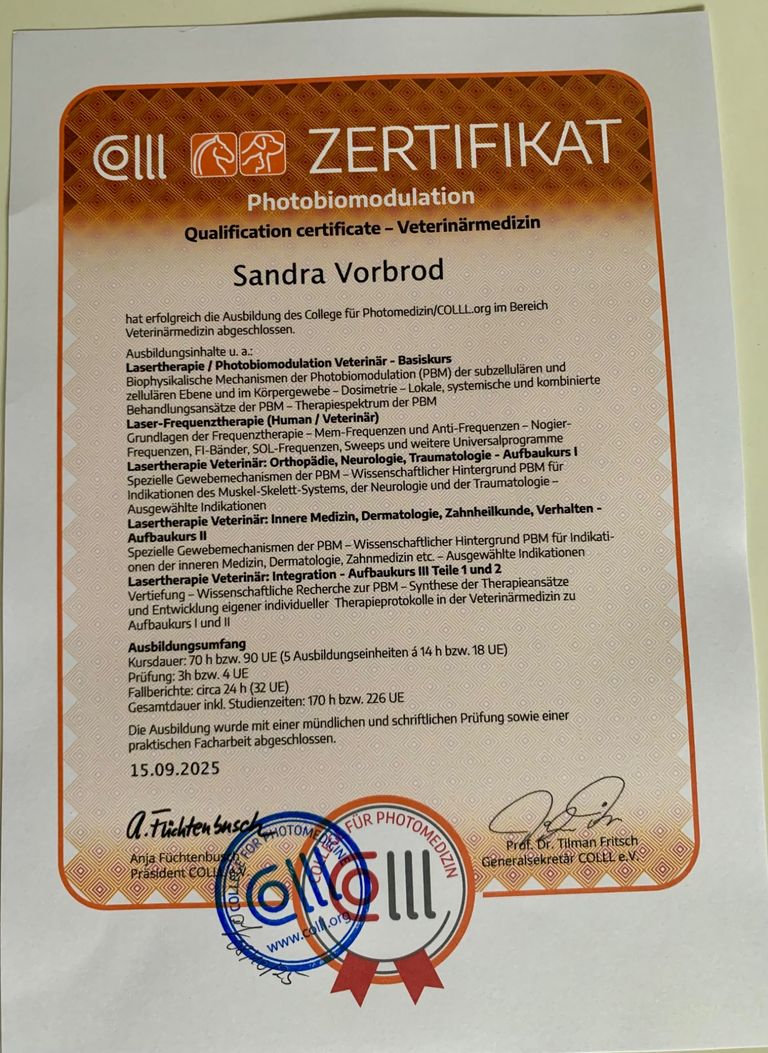 Colll ZERTIFIKAT
Photobiomodulation
Qualification certificate – Veterinärmedizin
Sandra Vorbrod
hat erfolgreich die Ausbildung des College für Photomedizin/COLLL.org im Bereich
Veterinärmedizin abgeschlossen.
Ausbildungsinhalte u. a.:
Lasertherapie / Photobiomodulation Veterinär - Basiskurs
Biophysikalische Mechanismen der Photobiomodulation (PBM) der subzellulären und
zellulären Ebene und im Körpergewebe – Dosimetrie – Lokale, systemische und kombinierte
Behandlungsansätze der PBM – Therapiespektrum der PBM
Laser-Frequenztherapie (Human / Veterinär)
Grundlagen der Frequenztherapie – Mem-Frequenzen und Anti-Frequenzen – Nogier-
Frequenzen, FI-Bänder, SOL-Frequenzen, Sweeps und weitere Universalprogramme
Lasertherapie Veterinär: Orthopädie, Neurologie, Traumatologie - Aufbaukurs I
Spezielle Gewebemechanismen der PBM – Wissenschaftlicher Hintergrund PBM für
Indikationen des Muskel-Skelett-Systems, der Neurologie und der Traumatologie –
Ausgewählte Indikationen
Lasertherapie Veterinär: Innere Medizin, Dermatologie, Zahnheilkunde, Verhalten -
Aufbaukurs II
Spezielle Gewebemechanismen der PBM – Wissenschaftlicher Hintergrund PBM für Indikati-
onen der inneren Medizin, Dermatologie, Zahnmedizin etc. – Ausgewählte Indikationen
Lasertherapie Veterinär: Integration - Aufbaukurs III Teile 1 und 2
Vertiefung – Wissenschaftliche Recherche zur PBM – Synthese der Therapieansätze
und Entwicklung eigener individueller Therapieprotokolle in der Veterinärmedizin zu
Aufbaukurs I und II
Ausbildungsumfang
Kursdauer: 70 h bzw. 90 UE (5 Ausbildungseinheiten á 14 h bzw. 18 UE)
Prüfung: 3h bzw. 4 UE
Fallberichte: circa 24 h (32 UE)
Gesamtdauer inkl. Studienzeiten: 170 h bzw. 226 UE
Die Ausbildung wurde mit einer mündlichen und schriftlichen Prüfung sowie einer
praktischen Facharbeit abgeschlossen.
15.09.2025
A. Füchtenbusch
Anja Füchtenbusch
Präsident COLLL e.V.
Prof. Dr. Tilman Fritsch
Generalsekretär COLLL e.V.
COLLEGE FOR PHOTOMEDICINE
Colll
www.colll.org
FÜR PHOTOMEDIZIN
Colll